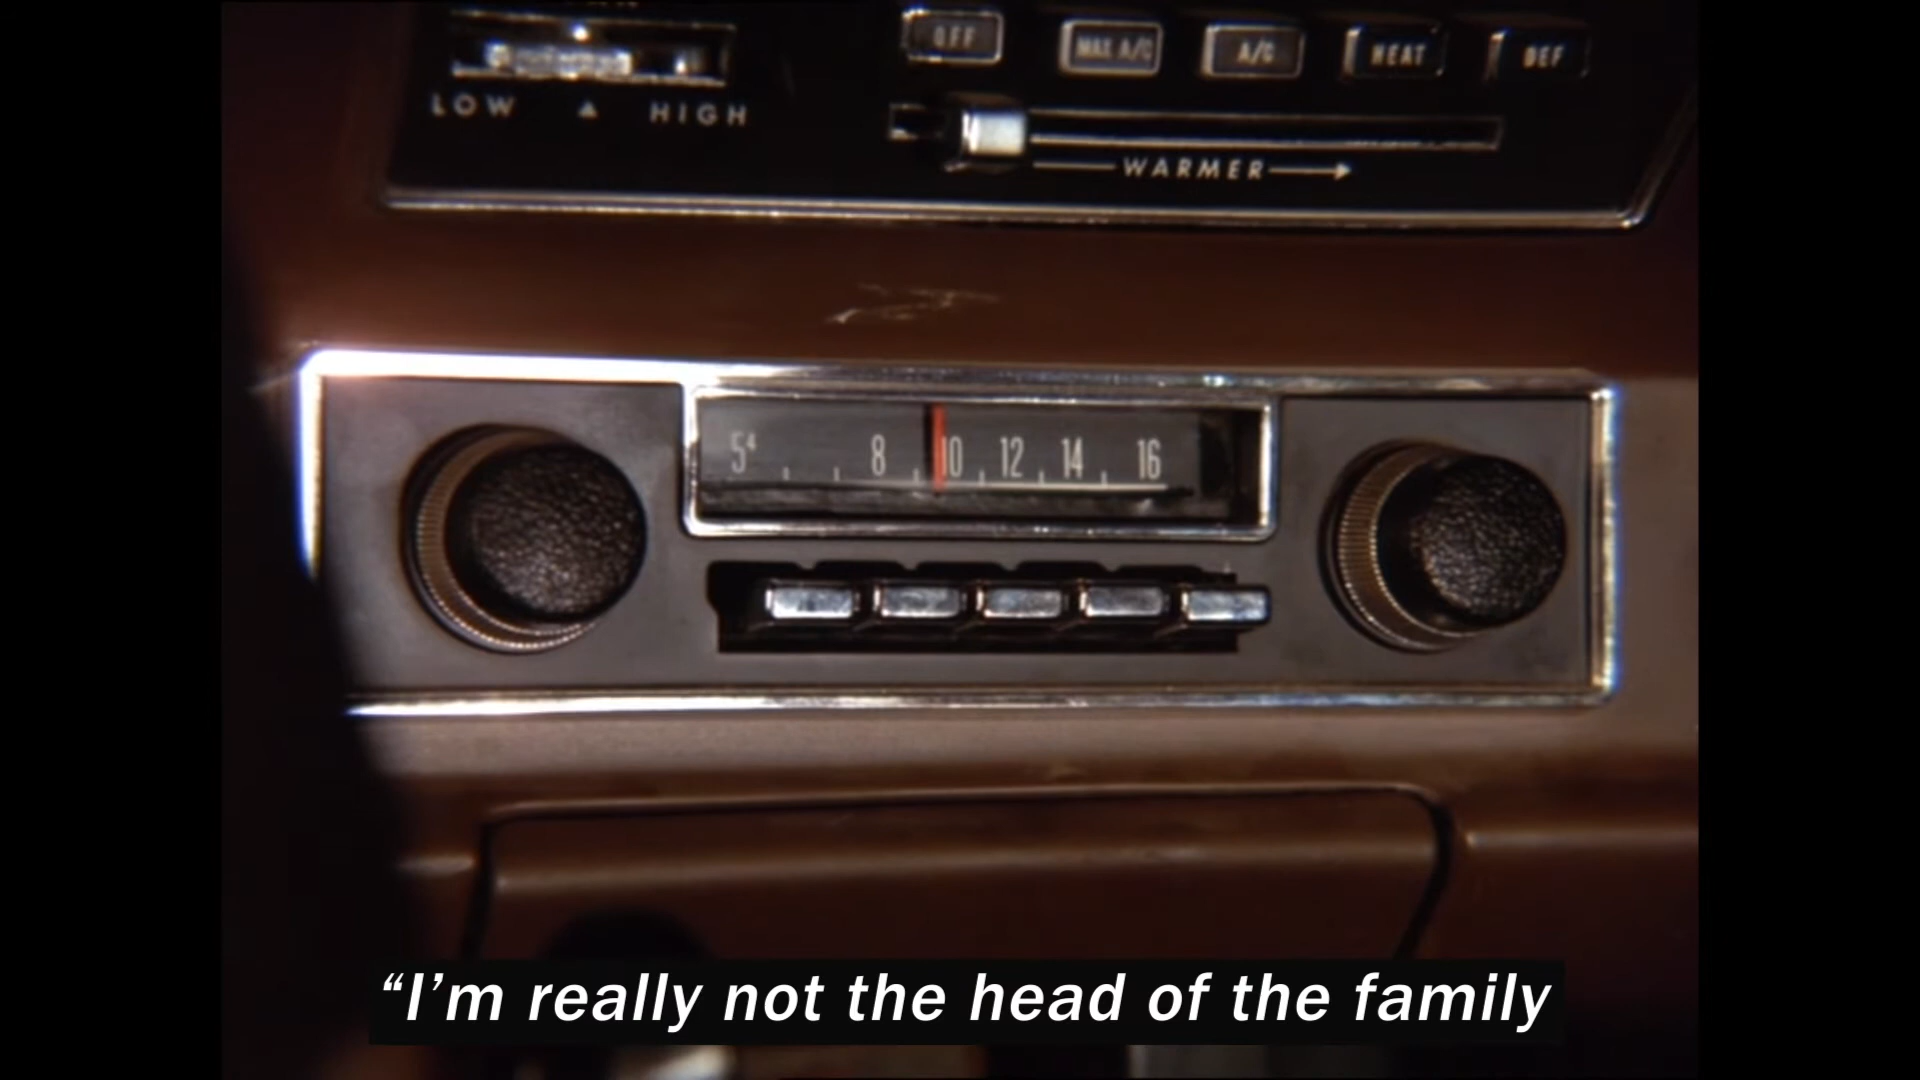 OFF MAX A/C A/C HEAT DEF
LOW HIGH
WARMER
5⁴ 8 10 12 14 16
“I’m really not the head of the family